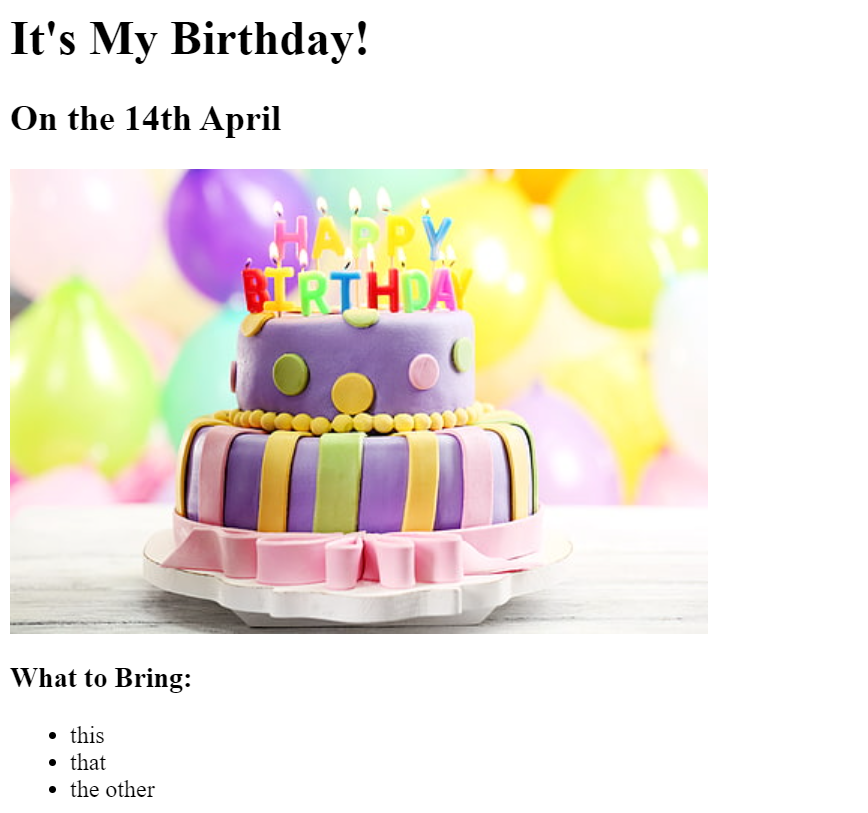 It's My Birthday!
On the 14th April
HAPPY
BIRTHDAY
What to Bring:
this
that
the other